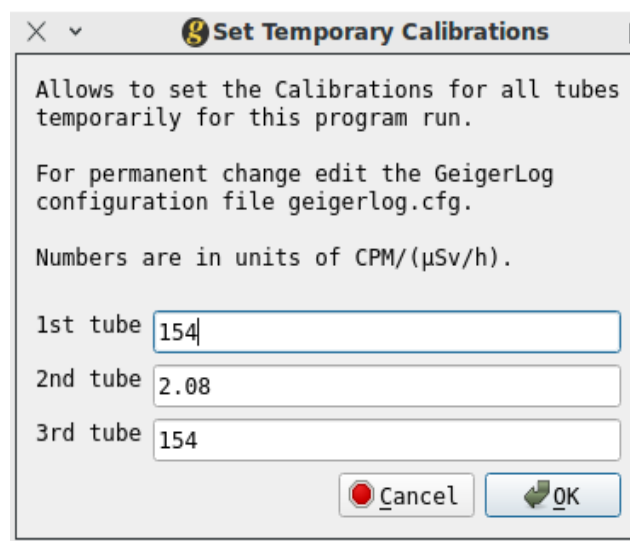 Set Temporary Calibrations
Allows to set the Calibrations for all tubes
temporarily for this program run.
For permanent change edit the GeigerLog
configuration file geigerlog.cfg.
Numbers are in units of CPM/(µSv/h).
1st tube 154
2nd tube 2.08
3rd tube 154
Cancel OK